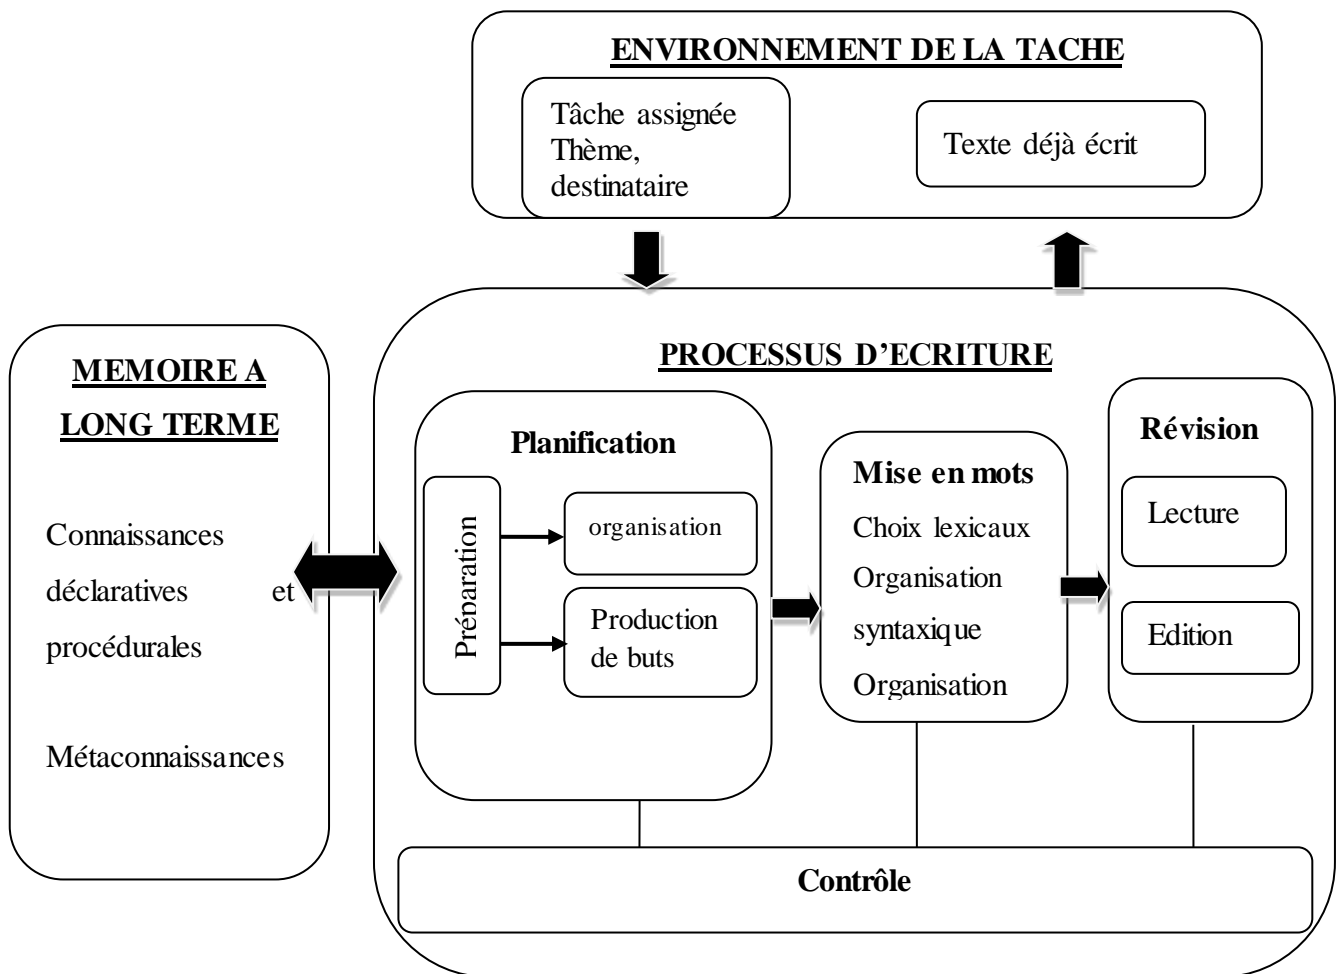 ENVIRONNEMENT DE LA TACHE
Tâche assignée
Thème,
destinataire
Texte déjà écrit
MEMOIRE A
LONG TERME
Connaissances
déclaratives et
procédurales
Métaconnaissances
PROCESSUS D’ECRITURE
Planification
Préparation
organisation
Production
de buts
Mise en mots
Choix lexicaux
Organisation
syntaxique
Organisation
Révision
Lecture
Edition
Contrôle